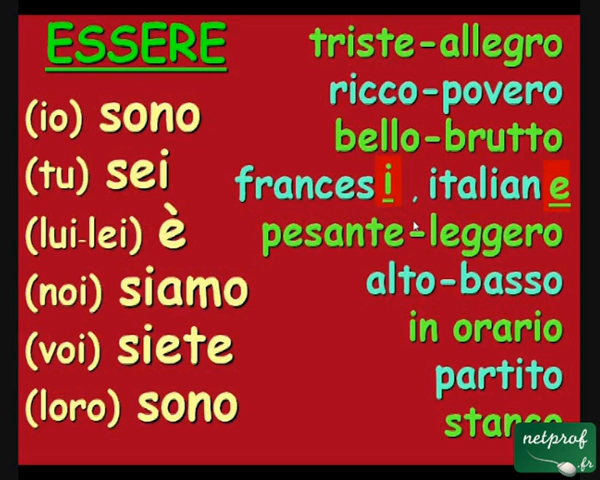 ESSERE
(io) sono
(tu) sei
(lui-lei) è
(noi) siamo
(voi) siete
(loro) sono
triste-allegro
ricco-povero
bello-brutto
francesi , italiane
pesante-leggero
alto-basso
in orario
partito
stanco
netprof
.fr